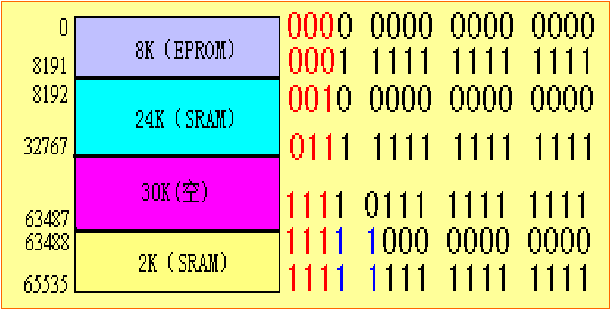 0 0000 0000 0000 0000
8K(EPROM)
8191 0001 1111 1111 1111
8192 0010 0000 0000 0000
24K(SRAM)
32767 0111 1111 1111 1111
30K(空)
63487 1111 0111 1111 1111
63488 1111 1000 0000 0000
2K(SRAM)
65535 1111 1111 1111 1111